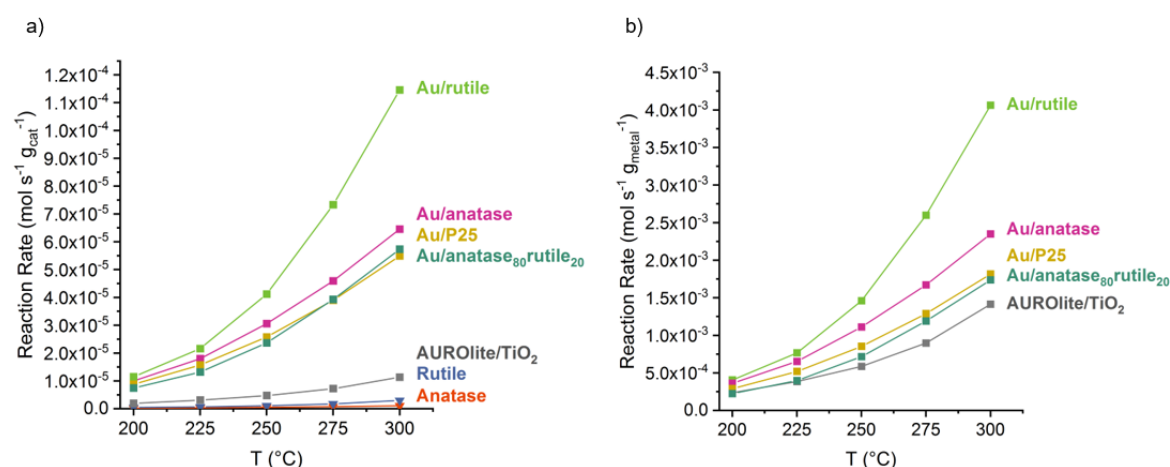 a)
Reaction Rate (mol s⁻¹ g_cat⁻¹)
1.2x10⁻⁴
1.1x10⁻⁴
1.0x10⁻⁴
9.0x10⁻⁵
8.0x10⁻⁵
7.0x10⁻⁵
6.0x10⁻⁵
5.0x10⁻⁵
4.0x10⁻⁵
3.0x10⁻⁵
2.0x10⁻⁵
1.0x10⁻⁵
0.0
Au/rutile
Au/anatase
Au/P25
Au/anatase₈₀rutile₂₀
AUROlite/TiO₂
Rutile
Anatase
200 225 250 275 300
T (°C)
b)
Reaction Rate (mol s⁻¹ g_metal⁻¹)
4.5x10⁻³
4.0x10⁻³
3.5x10⁻³
3.0x10⁻³
2.5x10⁻³
2.0x10⁻³
1.5x10⁻³
1.0x10⁻³
5.0x10⁻⁴
0.0
Au/rutile
Au/anatase
Au/P25
Au/anatase₈₀rutile₂₀
AUROlite/TiO₂
200 225 250 275 300
T (°C)